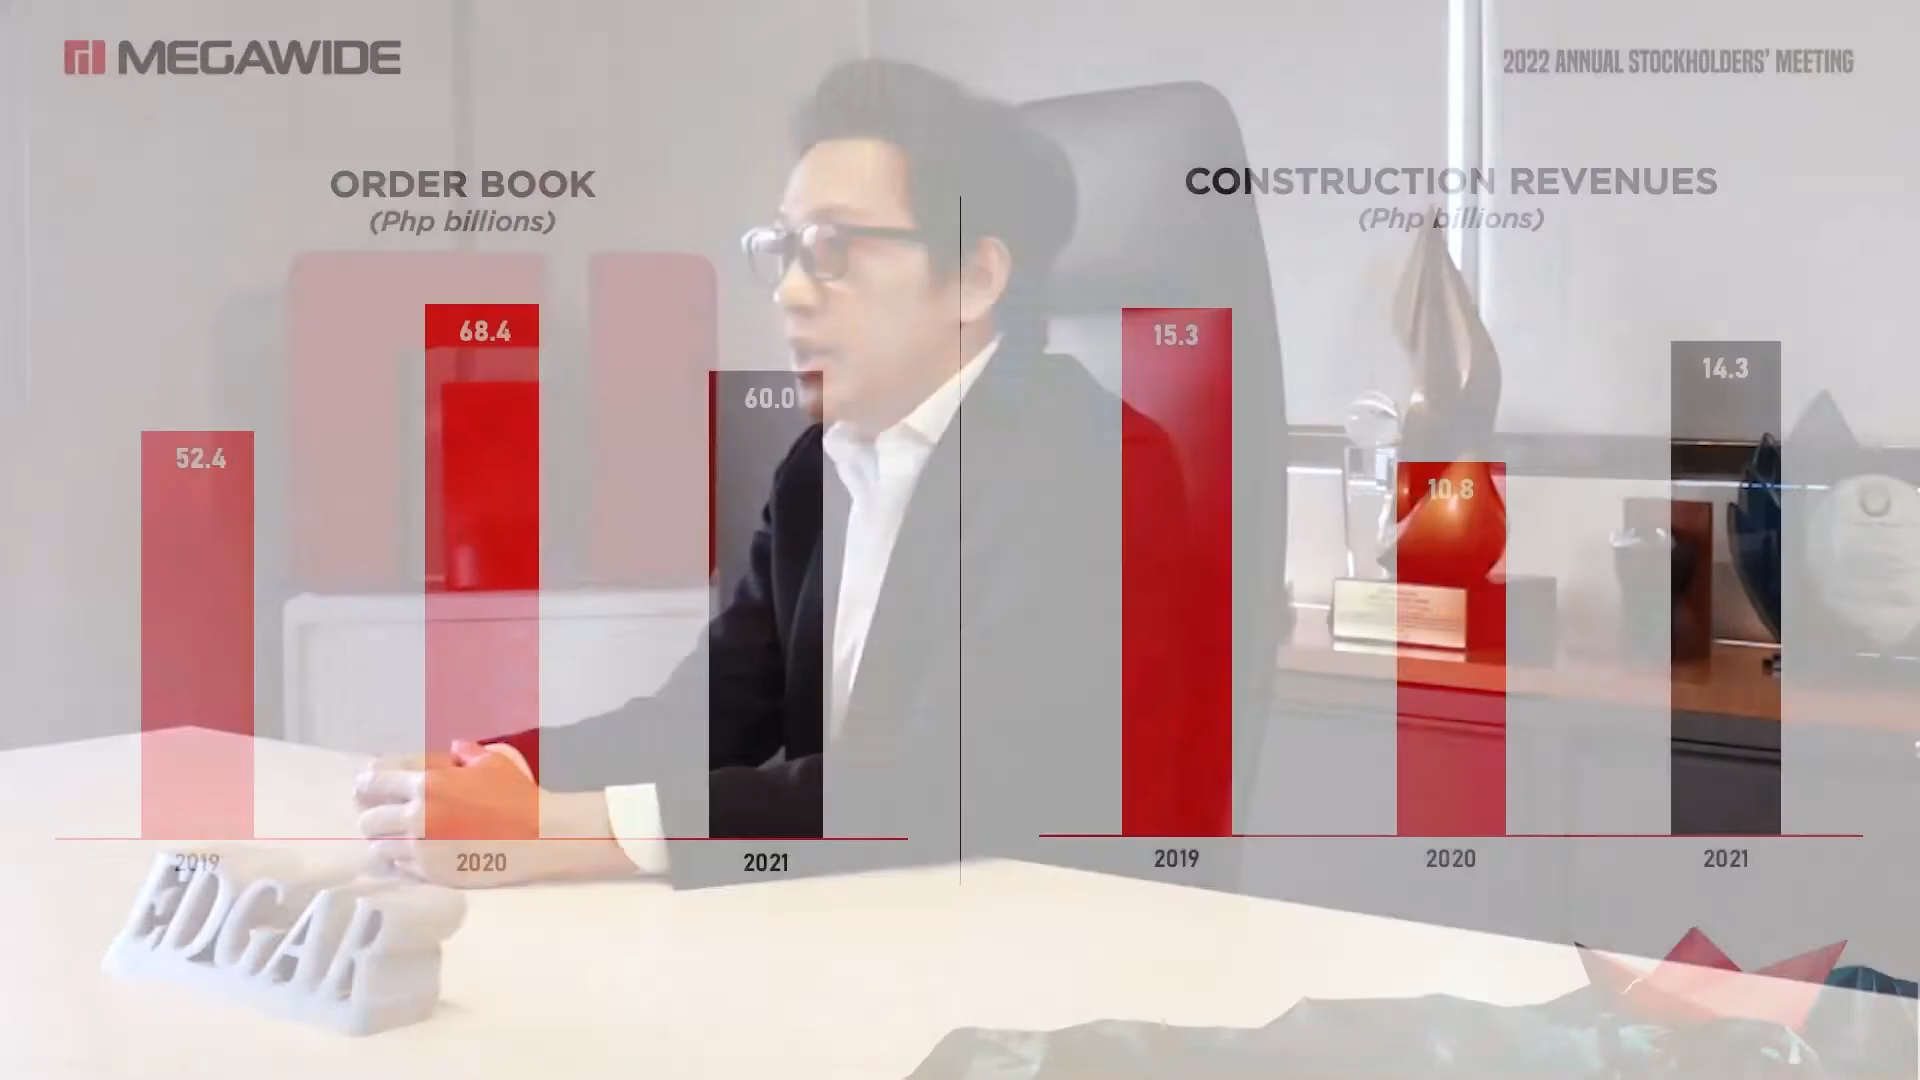 MEGAWIDE
2022 ANNUAL STOCKHOLDERS' MEETING
ORDER BOOK
(Php billions)
68.4
60.0
52.4
2019
2020
2021
CONSTRUCTION REVENUES
(Php billions)
15.3
14.3
10.8
2019
2020
2021
EDGAR